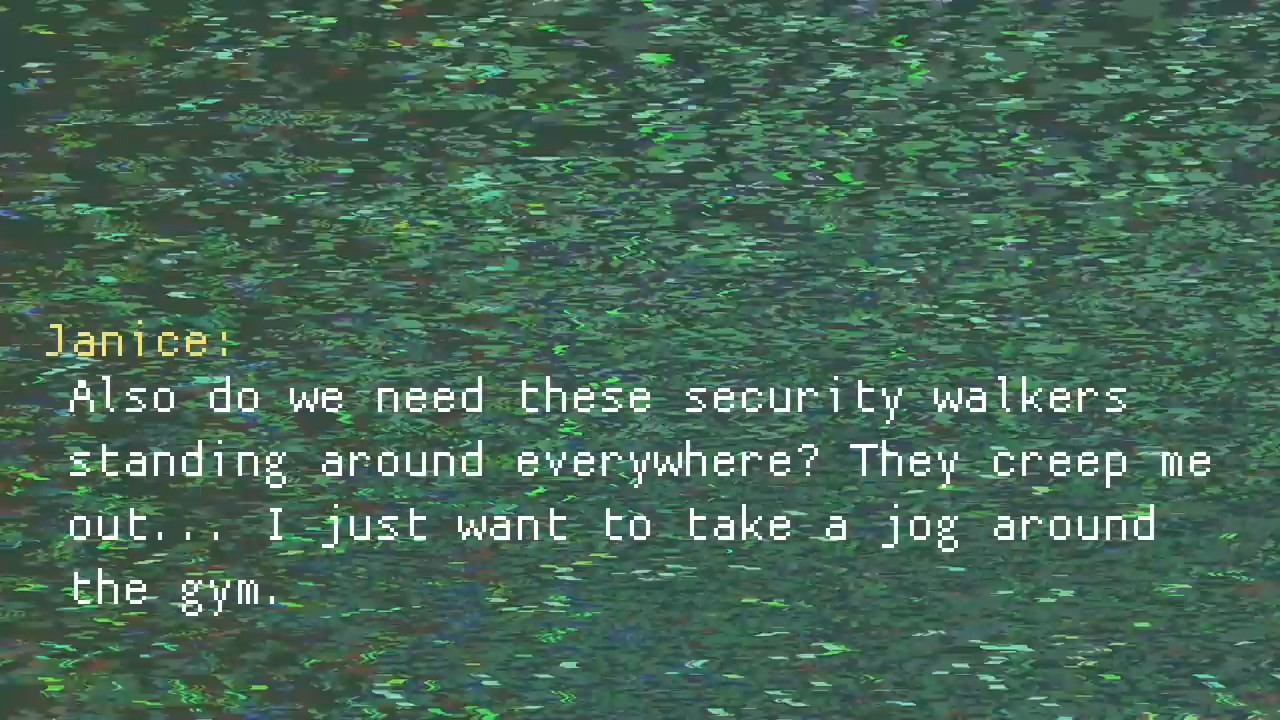 Janice:
Also do we need these security walkers
standing around everywhere? They creep me
out... I just want to take a jog around
the gym.